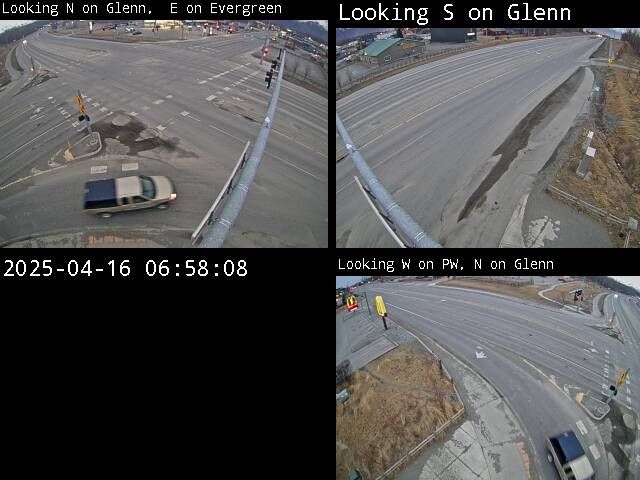 Looking N on Glenn, E on Evergreen
Looking S on Glenn
2025-04-16 06:58:08
Looking W on PW, N on Glenn